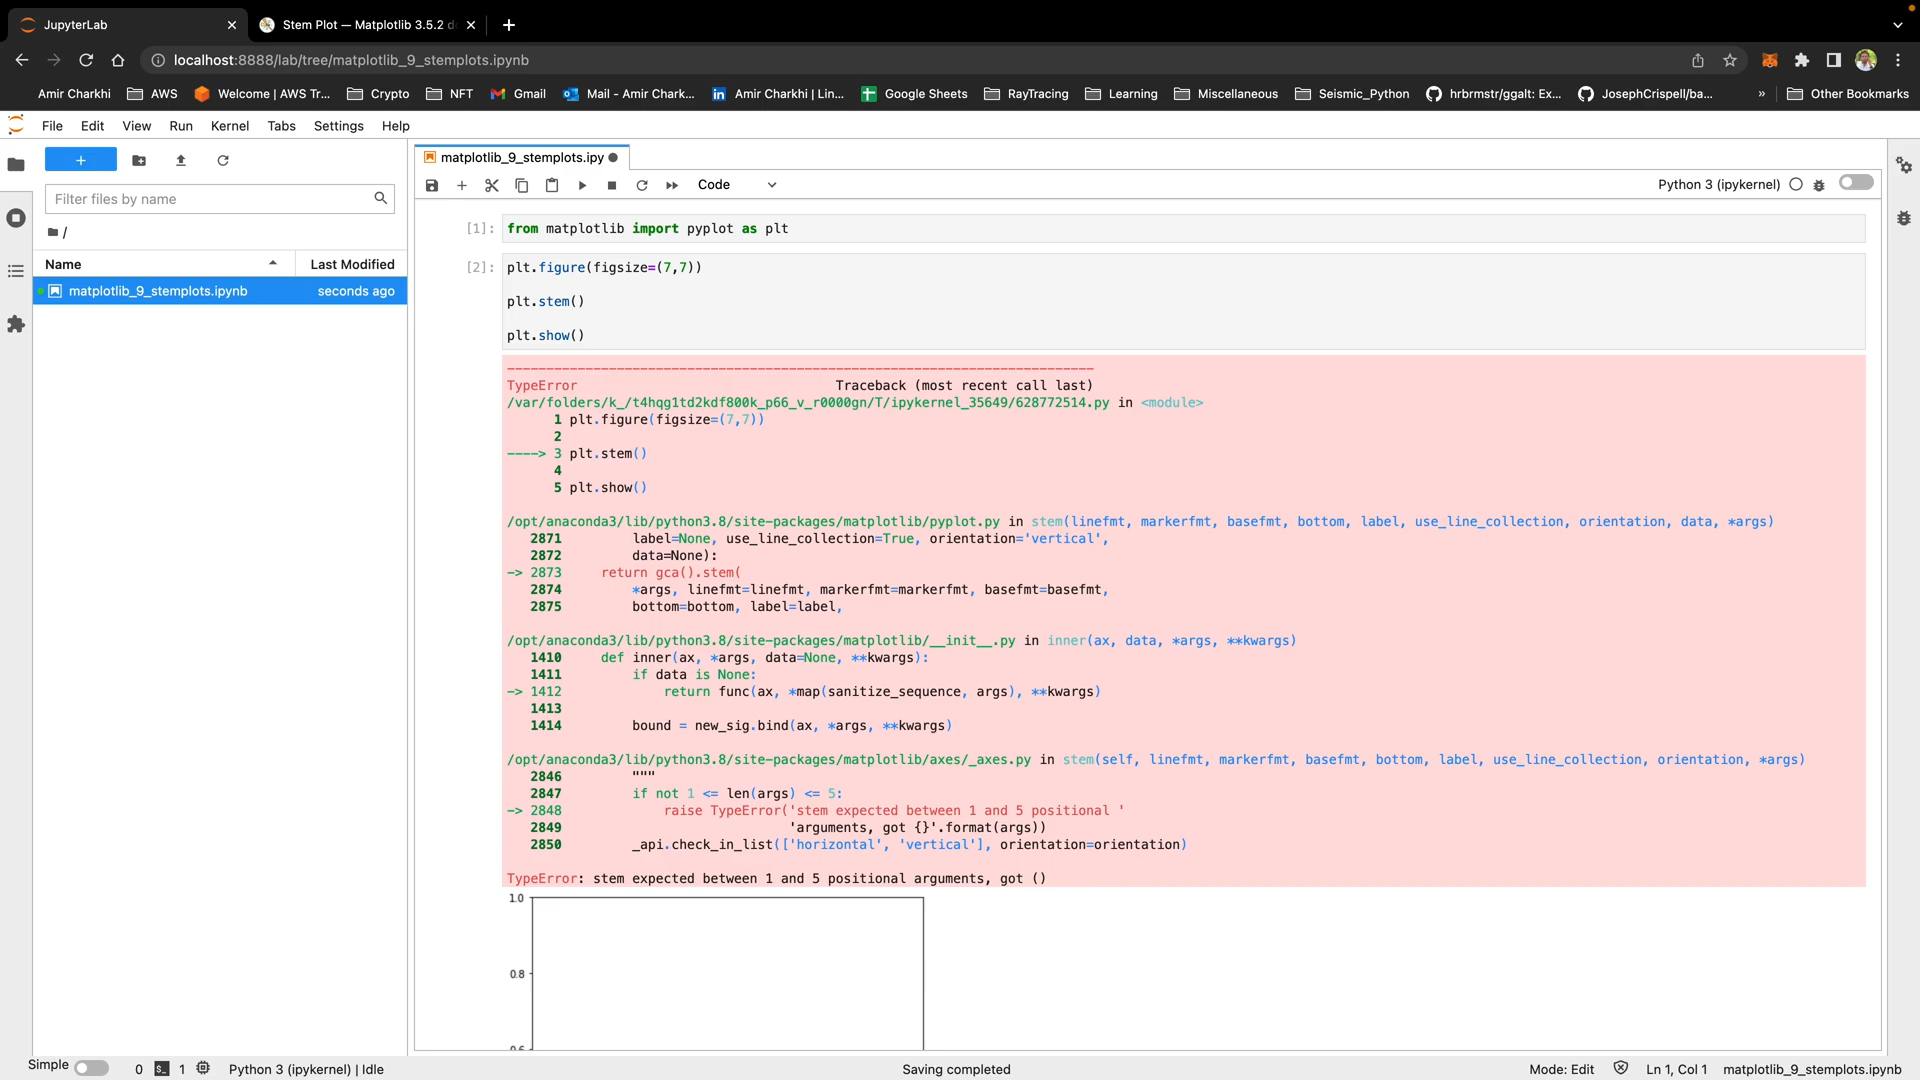 JupyterLab
Stem Plot — Matplotlib 3.5.2 d
localhost:8888/lab/tree/matplotlib_9_stemplots.ipynb
Amir Charkhi AWS Welcome | AWS Tr... Crypto NFT Gmail Mail - Amir Chark... Amir Charkhi | Lin... Google Sheets RayTracing Learning Miscellaneous Seismic_Python hrbrmstr/ggalt: Ex... JosephCrispell/ba... » Other Bookmarks
File Edit View Run Kernel Tabs Settings Help
matplotlib_9_stemplots.ipy
Code
Python 3 (ipykernel)
Filter files by name
/
Name Last Modified
matplotlib_9_stemplots.ipynb seconds ago
[1]: from matplotlib import pyplot as plt
[2]: plt.figure(figsize=(7,7))
plt.stem()
plt.show()
---------------------------------------------------------------------------
TypeError Traceback (most recent call last)
/var/folders/k_/t4hqg1td2kdf800k_p66_v_r0000gn/T/ipykernel_35649/628772514.py in <module>
1 plt.figure(figsize=(7,7))
2
----> 3 plt.stem()
4
5 plt.show()
/opt/anaconda3/lib/python3.8/site-packages/matplotlib/pyplot.py in stem(linefmt, markerfmt, basefmt, bottom, label, use_line_collection, orientation, data, *args)
2871 label=None, use_line_collection=True, orientation='vertical',
2872 data=None):
-> 2873 return gca().stem(
2874 *args, linefmt=linefmt, markerfmt=markerfmt, basefmt=basefmt,
2875 bottom=bottom, label=label,
/opt/anaconda3/lib/python3.8/site-packages/matplotlib/__init__.py in inner(ax, data, *args, **kwargs)
1410 def inner(ax, *args, data=None, **kwargs):
1411 if data is None:
-> 1412 return func(ax, *map(sanitize_sequence, args), **kwargs)
1413
1414 bound = new_sig.bind(ax, *args, **kwargs)
/opt/anaconda3/lib/python3.8/site-packages/matplotlib/axes/_axes.py in stem(self, linefmt, markerfmt, basefmt, bottom, label, use_line_collection, orientation, *args)
2846 """
2847 if not 1 <= len(args) <= 5:
-> 2848 raise TypeError('stem expected between 1 and 5 positional '
2849 'arguments, got {}'.format(args))
2850 _api.check_in_list(['horizontal', 'vertical'], orientation=orientation)
TypeError: stem expected between 1 and 5 positional arguments, got ()
1.0
0.8
0.6
Simple 0 1 Python 3 (ipykernel) | Idle Saving completed Mode: Edit Ln 1, Col 1 matplotlib_9_stemplots.ipynb